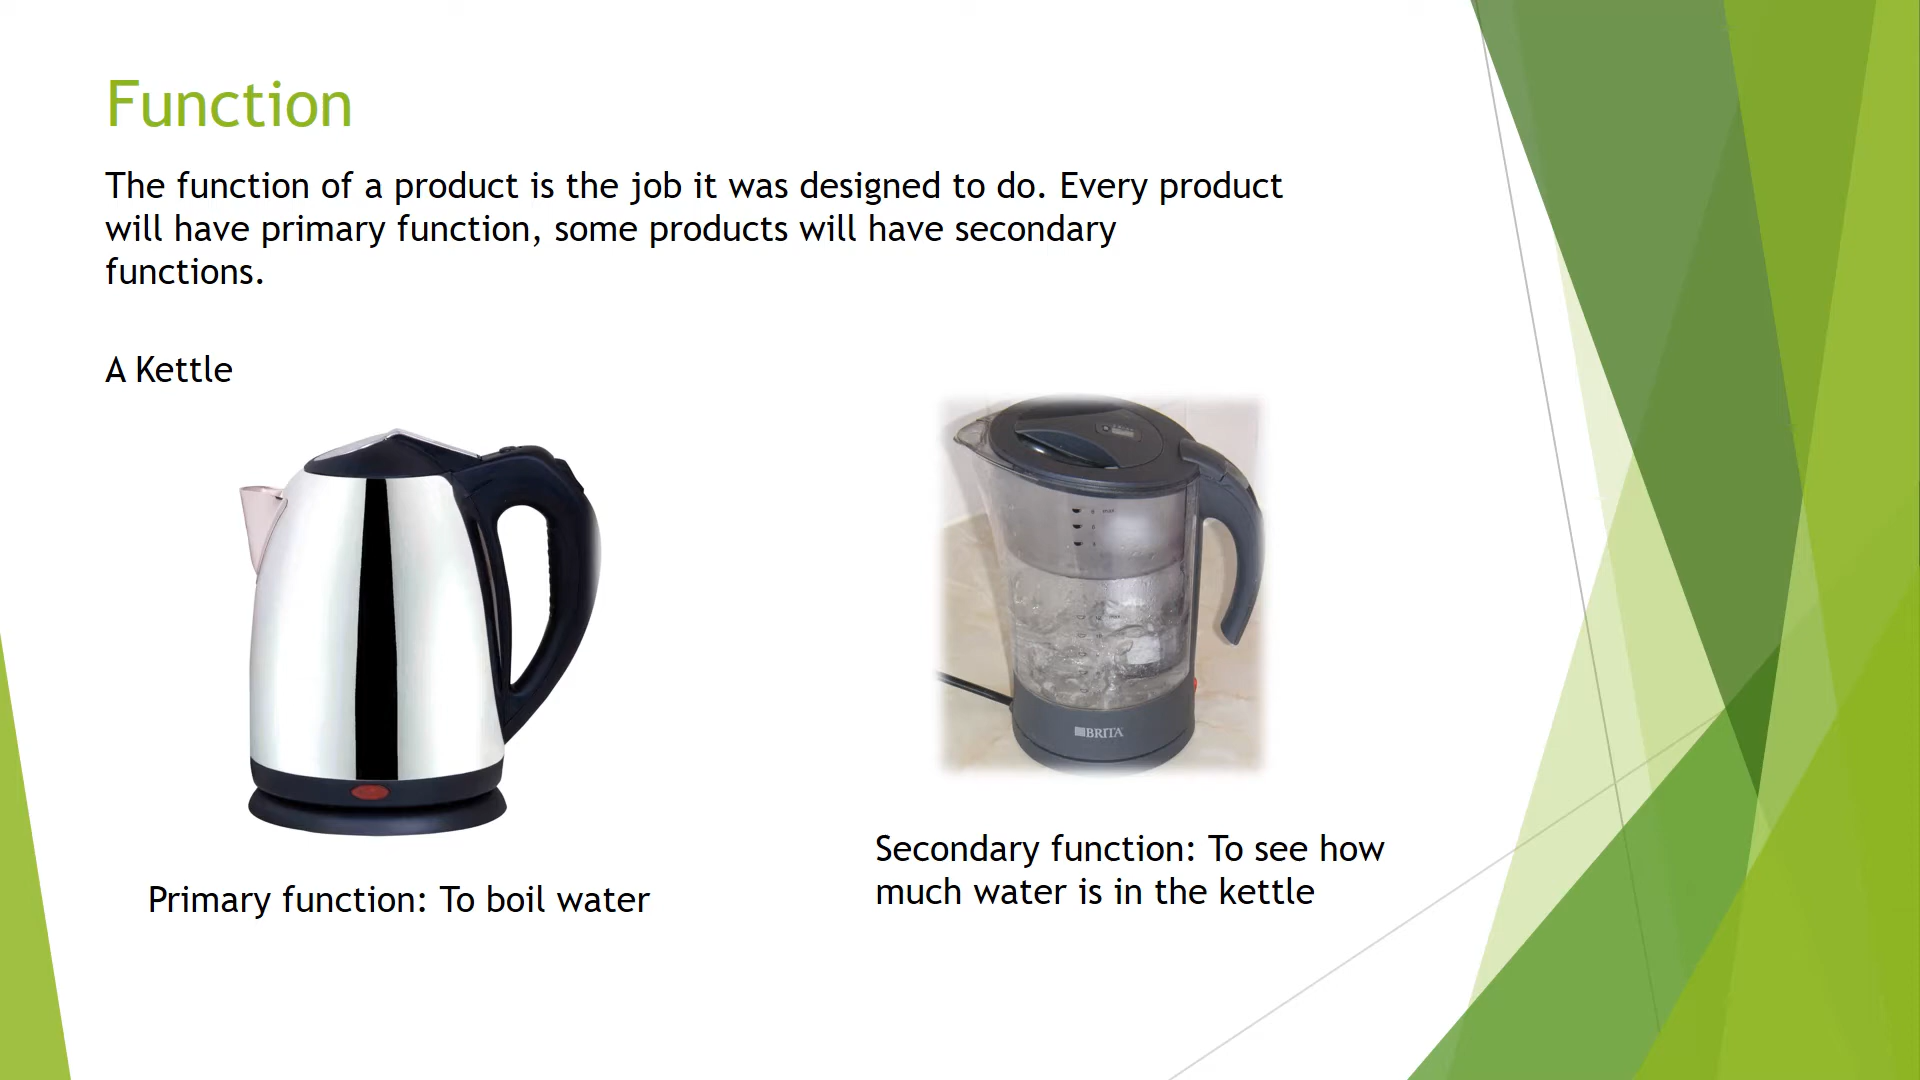 Function
The function of a product is the job it was designed to do. Every product
will have primary function, some products will have secondary
functions.
A Kettle
max
BRITA
Primary function: To boil water
Secondary function: To see how
much water is in the kettle